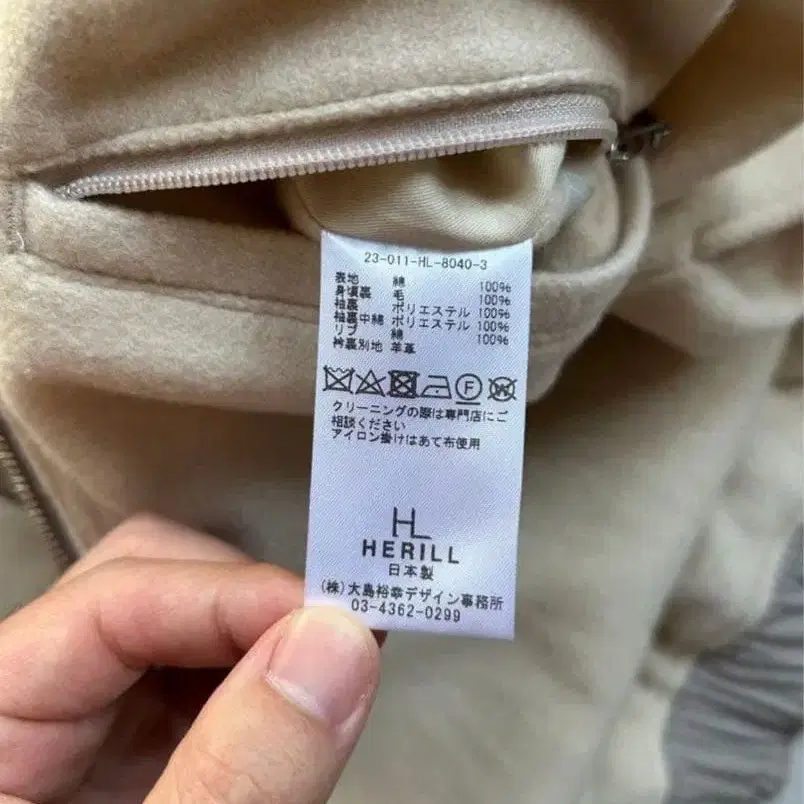 23-011-HL-8040-3
表地 綿 100%
身頃裏 毛 100%
袖裏 ポリエステル 100%
袖裏中綿 ポリエステル 100%
リブ 綿 100%
衿裏別地 羊革
クリーニングの際は専門店にご
相談ください
アイロン掛けはあて布使用
HL
HERILL
日本製
(株)大島裕幸デザイン事務所
03-4362-0299